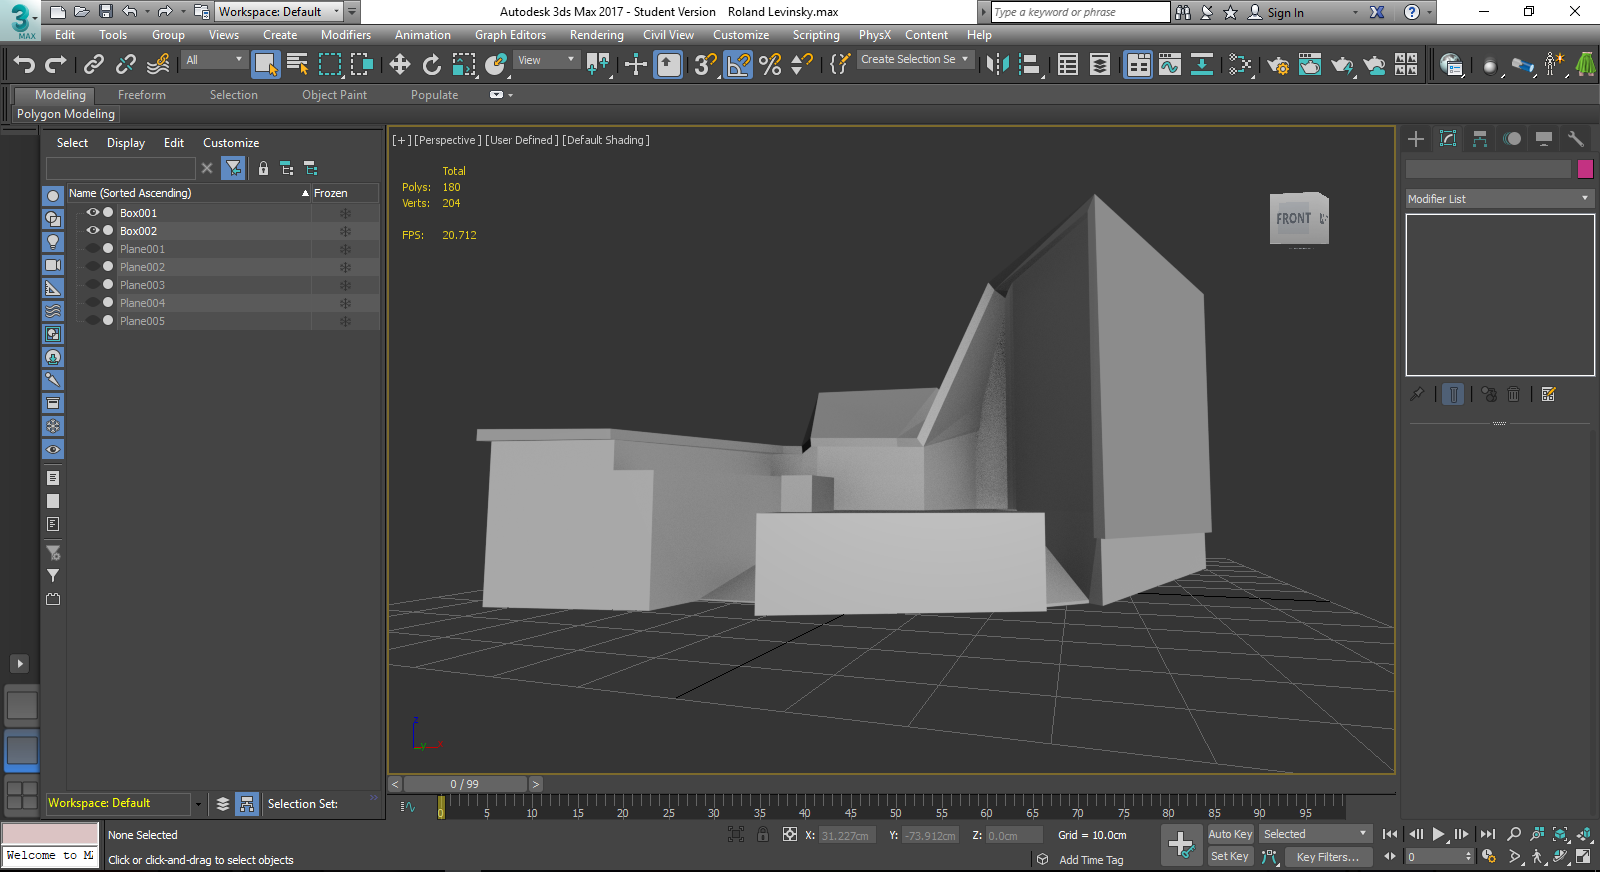 Workspace: Default
Autodesk 3ds Max 2017 - Student Version    Roland Levinsky.max
Type a keyword or phrase
Sign In
3
MAX
Edit Tools Group Views Create Modifiers Animation Graph Editors Rendering Civil View Customize Scripting PhysX Content Help
All
View
3
Create Selection Se
Modeling Freeform Selection Object Paint Populate
Polygon Modeling
Select Display Edit Customize
[+] [Perspective] [User Defined] [Default Shading]
Name (Sorted Ascending) Frozen
Box001
Box002
Plane001
Plane002
Plane003
Plane004
Plane005
Total
Polys: 180
Verts: 204
FPS: 20.712
FRONT
Modifier List
z
y
x
< 0 / 99 >
Workspace: Default
Selection Set:
0 5 10 15 20 25 30 35 40 45 50 55 60 65 70 75 80 85 90 95
None Selected
X: 31.227cm Y: -73.912cm Z: 0.0cm Grid = 10.0cm
Auto Key Selected
Welcome to M
Click or click-and-drag to select objects
Add Time Tag
Set Key Key Filters...
0